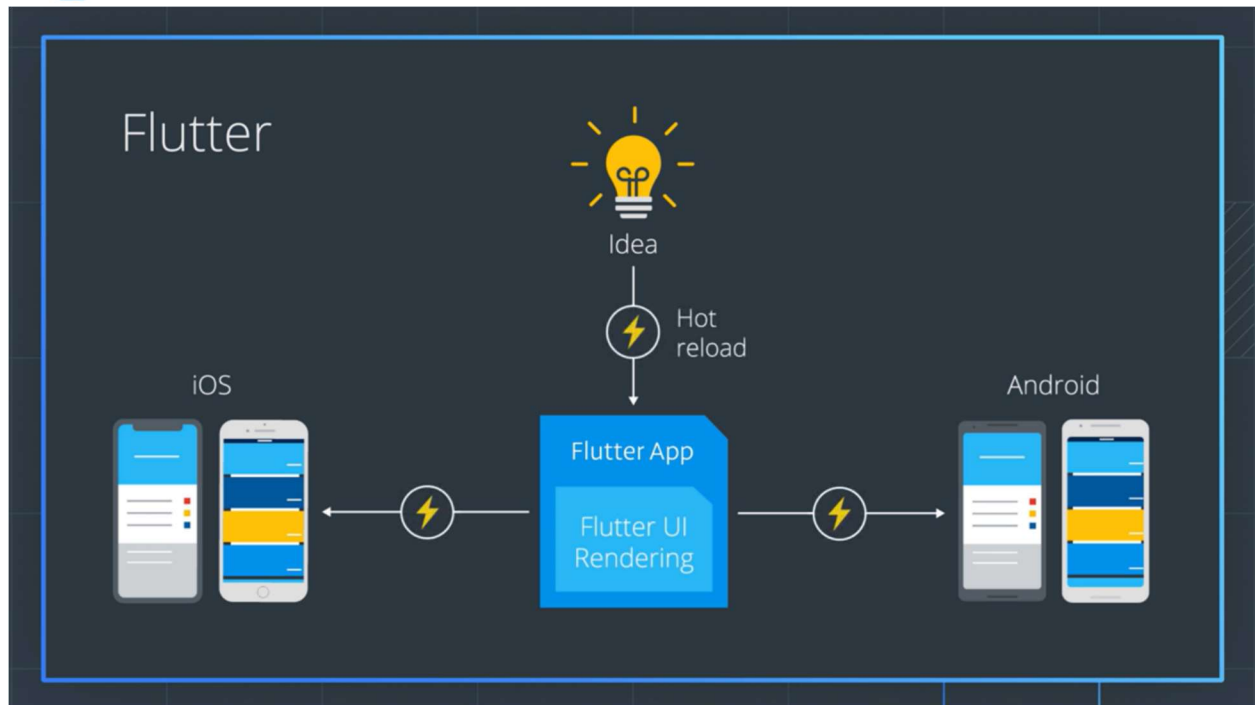 Flutter
Idea
Hot
reload
iOS
Android
Flutter App
Flutter UI
Rendering